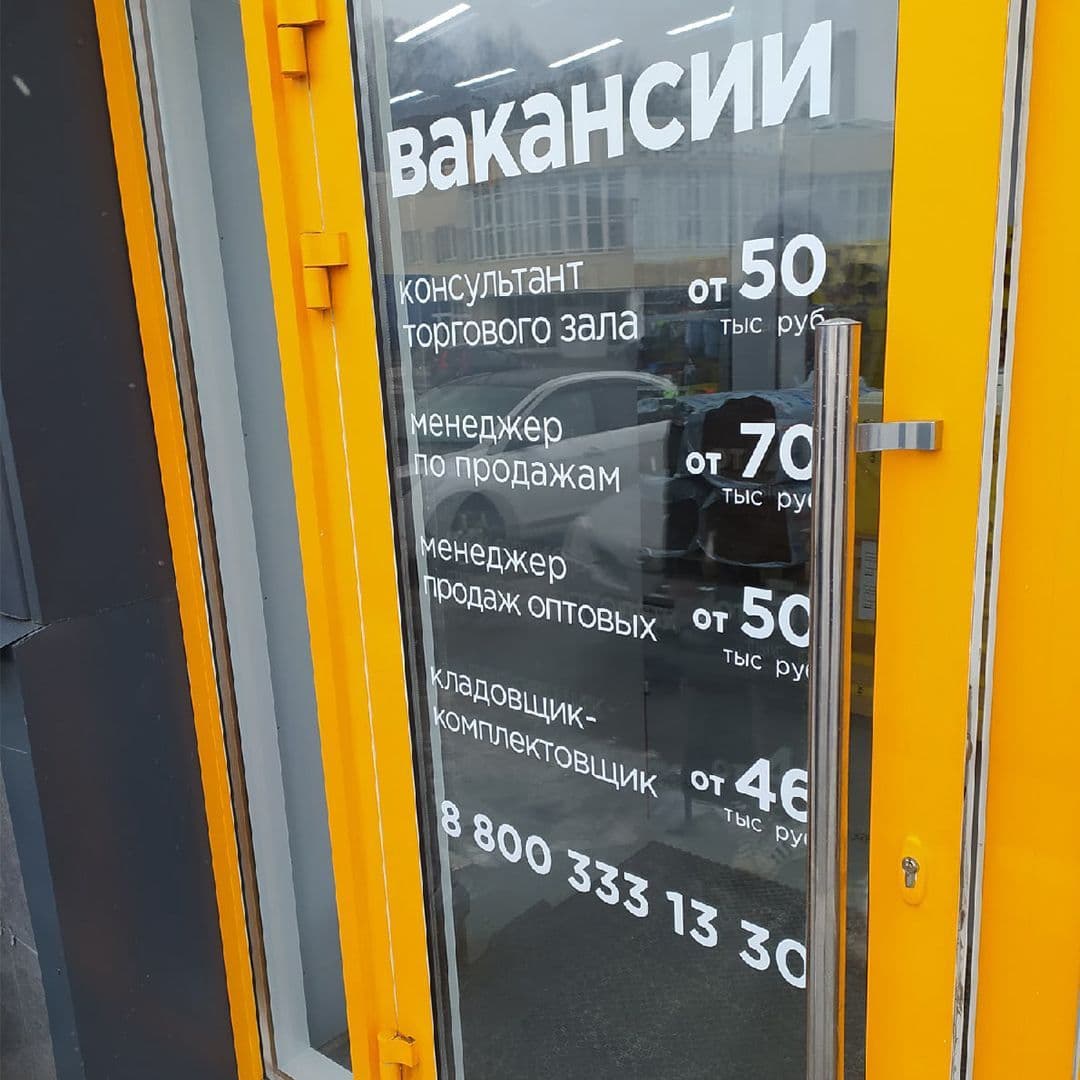 вакансии
консультант
торгового зала
от 50
тыс руб
менеджер
по продажам
от 70
тыс руб
менеджер
продаж оптовых
от 50
тыс руб
кладовщик-
комплектовщик
от 46
тыс руб
8 800 333 13 30